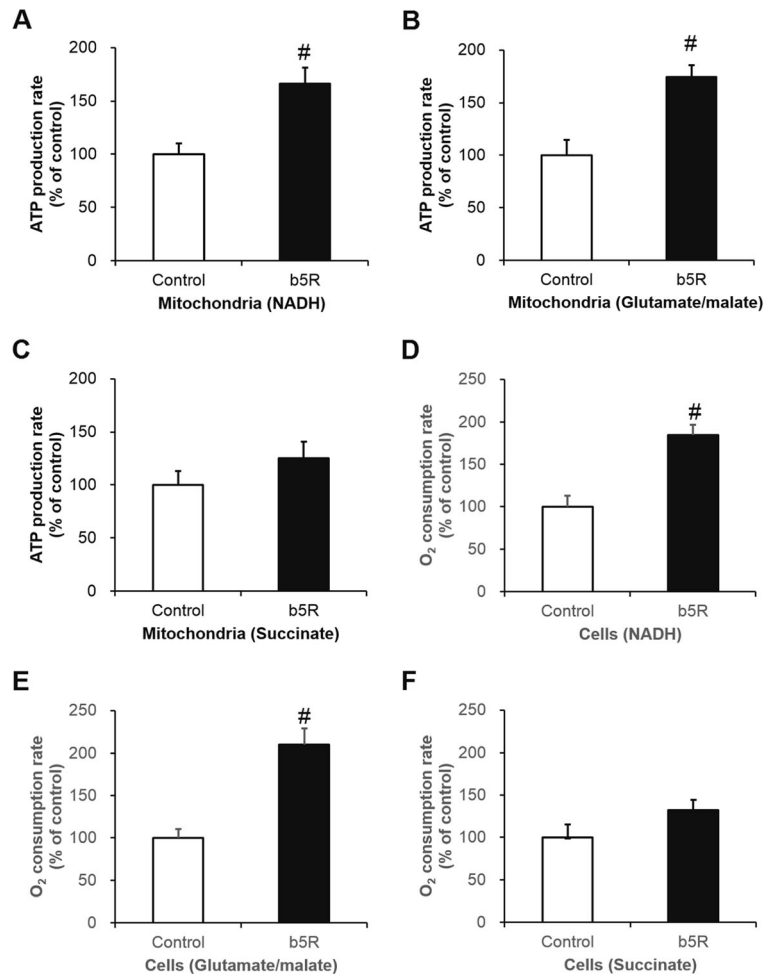 A
ATP production rate
(% of control)
200
150
100
50
0
#
Control b5R
Mitochondria (NADH)
B
ATP production rate
(% of control)
200
150
100
50
0
#
Control b5R
Mitochondria (Glutamate/malate)
C
ATP production rate
(% of control)
200
150
100
50
0
Control b5R
Mitochondria (Succinate)
D
O₂ consumption rate
(% of control)
250
200
150
100
50
0
#
Control b5R
Cells (NADH)
E
O₂ consumption rate
(% of control)
250
200
150
100
50
0
#
Control b5R
Cells (Glutamate/malate)
F
O₂ consumption rate
(% of control)
250
200
150
100
50
0
Control b5R
Cells (Succinate)